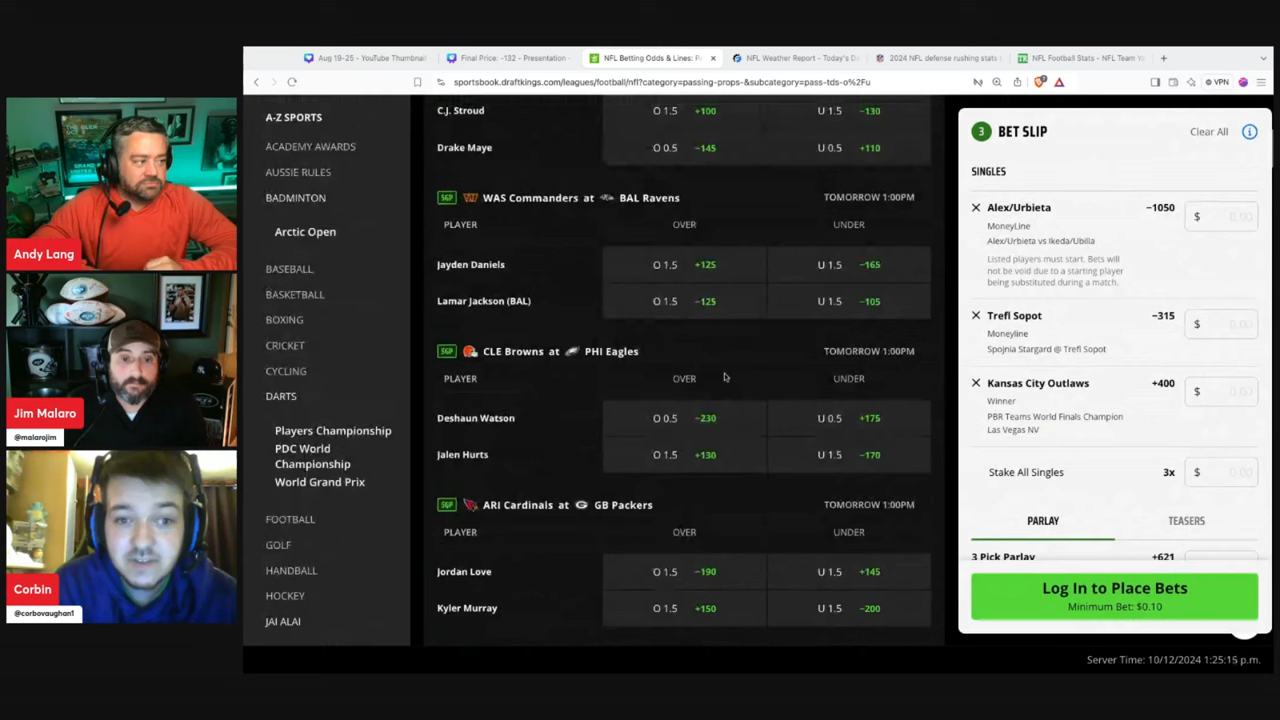 Aug 19-25 - YouTube Thumbnail
Final Price: -132 - Presentation
NFL Betting Odds & Lines: P
NFL Weather Report - Today's D
2024 NFL defense rushing stats
NFL Football Stats - NFL Team Y
sportsbook.draftkings.com/leagues/football/nfl?category=passing-props-&subcategory=pass-tds-o%2Fu
VPN
Andy Lang
Jim Malaro
@malarojim
Corbin
@corbovaughan1
A-Z SPORTS
ACADEMY AWARDS
AUSSIE RULES
BADMINTON
Arctic Open
BASEBALL
BASKETBALL
BOXING
CRICKET
CYCLING
DARTS
Players Championship
PDC World
Championship
World Grand Prix
FOOTBALL
GOLF
HANDBALL
HOCKEY
JAI ALAI
C.J. Stroud O 1.5 +100 U 1.5 −130
Drake Maye O 0.5 −145 U 0.5 +110
SGP WAS Commanders at BAL Ravens TOMORROW 1:00PM
PLAYER OVER UNDER
Jayden Daniels O 1.5 +125 U 1.5 −165
Lamar Jackson (BAL) O 1.5 −125 U 1.5 −105
SGP CLE Browns at PHI Eagles TOMORROW 1:00PM
PLAYER OVER UNDER
Deshaun Watson O 0.5 −230 U 0.5 +175
Jalen Hurts O 1.5 +130 U 1.5 −170
SGP ARI Cardinals at GB Packers TOMORROW 1:00PM
PLAYER OVER UNDER
Jordan Love O 1.5 −190 U 1.5 +145
Kyler Murray O 1.5 +150 U 1.5 −200
3 BET SLIP Clear All
SINGLES
Alex/Urbieta −1050 $ 0.00
MoneyLine
Alex/Urbieta vs Ikeda/Ubilla
Listed players must start. Bets will
not be void due to a starting player
being substituted during a match.
Trefl Sopot −315 $ 0.00
Moneyline
Spojnia Stargard @ Trefl Sopot
Kansas City Outlaws +400 $ 0.00
Winner
PBR Teams World Finals Champion
Las Vegas NV
Stake All Singles 3x $ 0.00
PARLAY TEASERS
3 Pick Parlay +621
Log In to Place Bets
Minimum Bet: $0.10
Server Time: 10/12/2024 1:25:15 p.m.